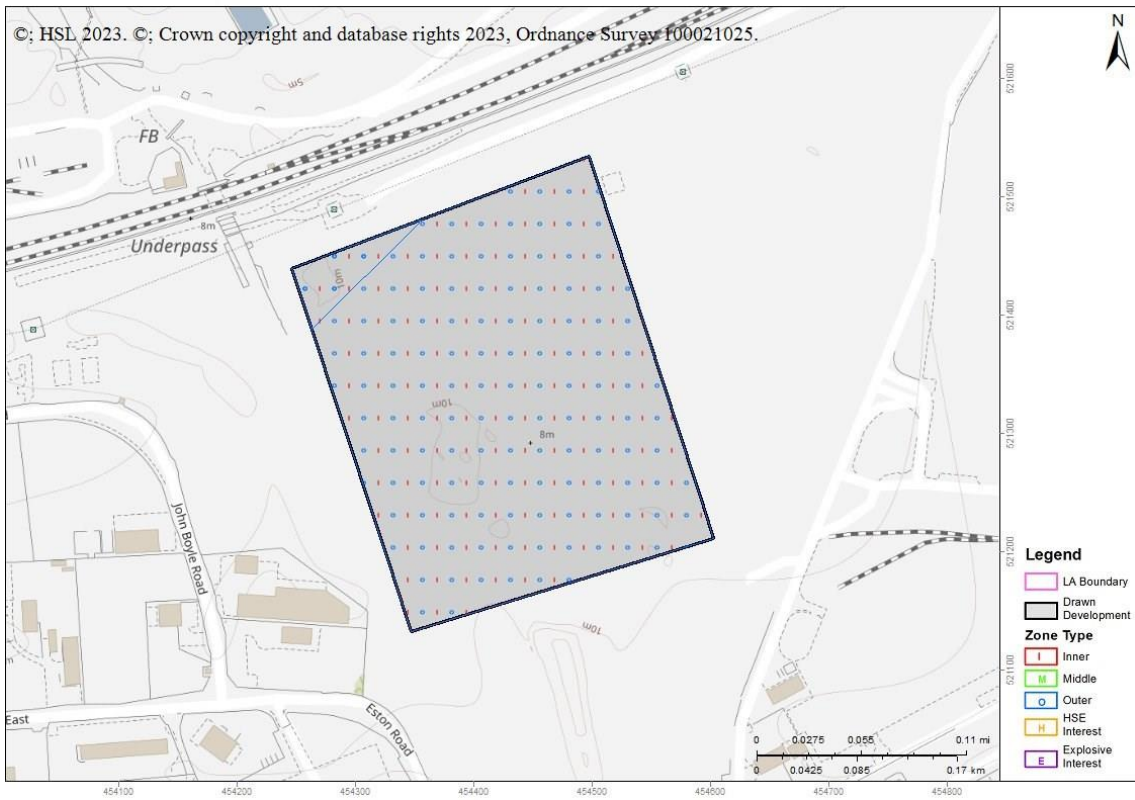 ©; HSL 2023. ©; Crown copyright and database rights 2023, Ordnance Survey 100021025.
N
5m
FB
8m
Underpass
10m
10m
8m
John Boyle Road
10m
East
Eston Road
m
521600
521500
521400
521300
521200
521100
0 0.0275 0.055 0.11 mi
0 0.0425 0.085 0.17 km
Legend
LA Boundary
Drawn
Development
Zone Type
I Inner
M Middle
O Outer
H HSE
Interest
E Explosive
Interest
454100 454200 454300 454400 454500 454600 454700 454800